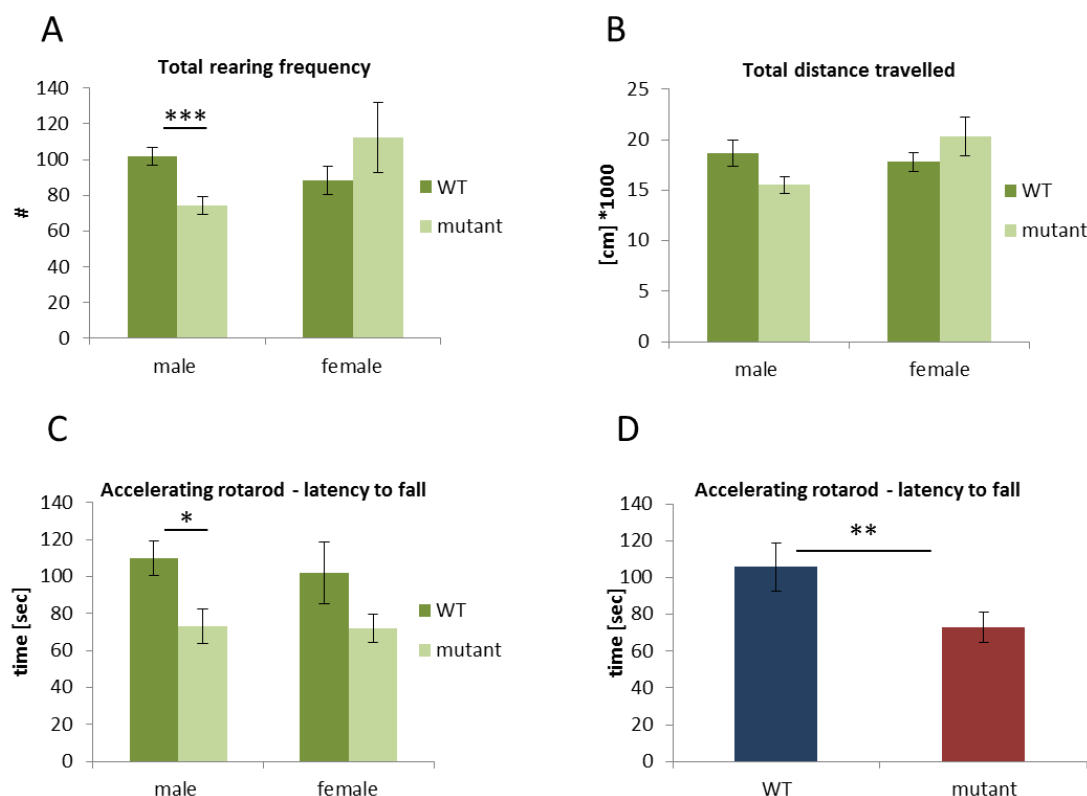 A
Total rearing frequency
140
120
100
80
60
40
20
0
#
***
male
female
WT
mutant
B
Total distance travelled
25
20
15
10
5
0
[cm] *1000
male
female
WT
mutant
C
Accelerating rotarod - latency to fall
140
120
100
80
60
40
20
0
time [sec]
*
male
female
WT
mutant
D
Accelerating rotarod - latency to fall
140
120
100
80
60
40
20
0
time [sec]
**
WT
mutant